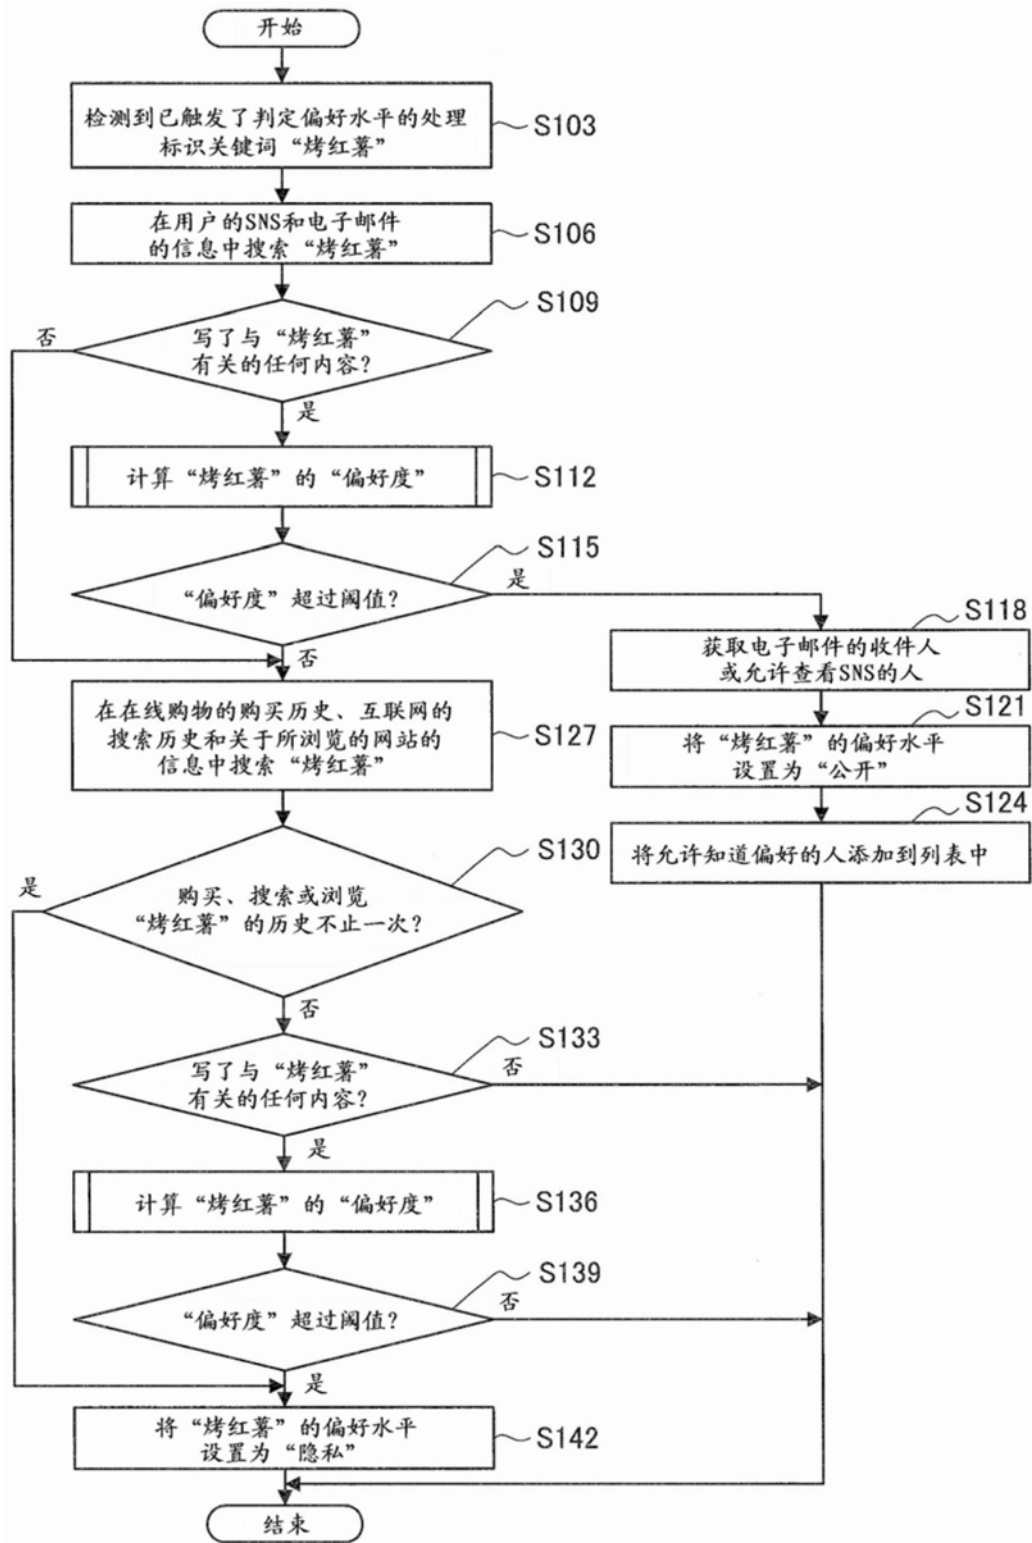 开始
检测到已触发了判定偏好水平的处理
标识关键词“烤红薯”
S103
在用户的SNS和电子邮件
的信息中搜索“烤红薯”
S106
S109
否
写了与“烤红薯”
有关的任何内容？
是
计算“烤红薯”的“偏好度”
S112
S115
“偏好度”超过阈值？
是
否
S118
获取电子邮件的收件人
或允许查看SNS的人
S121
将“烤红薯”的偏好水平
设置为“公开”
S124
将允许知道偏好的人添加到列表中
在在线购物的购买历史、互联网的
搜索历史和关于所浏览的网站的
信息中搜索“烤红薯”
S127
S130
是
购买、搜索或浏览
“烤红薯”的历史不止一次？
否
S133
写了与“烤红薯”
有关的任何内容？
否
是
计算“烤红薯”的“偏好度”
S136
S139
“偏好度”超过阈值？
否
是
将“烤红薯”的偏好水平
设置为“隐私”
S142
结束